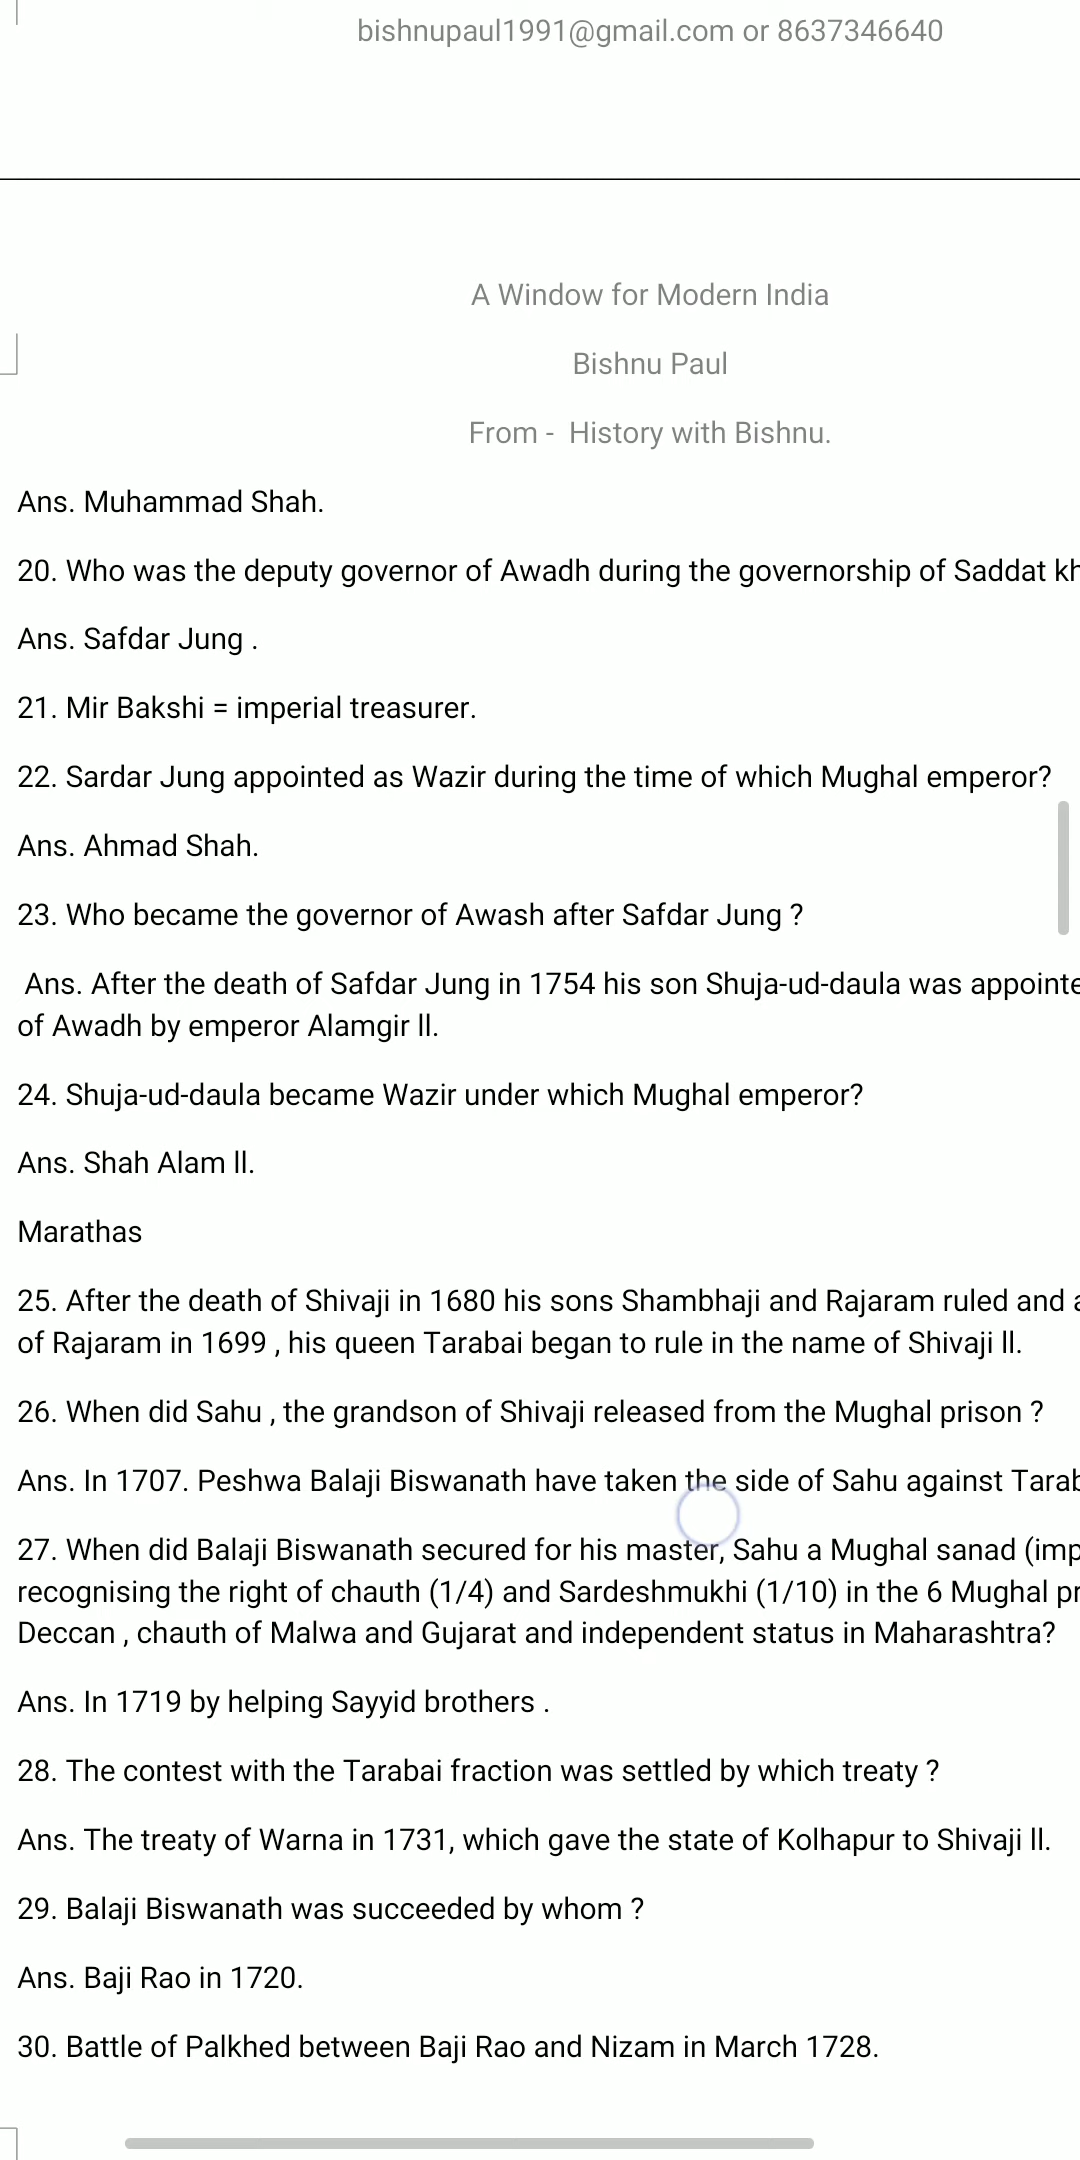 bishnupaul1991@gmail.com or 8637346640
A Window for Modern India
Bishnu Paul
From -  History with Bishnu.
Ans. Muhammad Shah.
20. Who was the deputy governor of Awadh during the governorship of Saddat
Ans. Safdar Jung .
21. Mir Bakshi = imperial treasurer.
22. Sardar Jung appointed as Wazir during the time of which Mughal emperor?
Ans. Ahmad Shah.
23. Who became the governor of Awash after Safdar Jung ?
Ans. After the death of Safdar Jung in 1754 his son Shuja-ud-daula was
of Awadh by emperor Alamgir ll.
24. Shuja-ud-daula became Wazir under which Mughal emperor?
Ans. Shah Alam ll.
Marathas
25. After the death of Shivaji in 1680 his sons Shambhaji and Rajaram ruled and
of Rajaram in 1699 , his queen Tarabai began to rule in the name of Shivaji ll.
26. When did Sahu , the grandson of Shivaji released from the Mughal prison ?
Ans. In 1707. Peshwa Balaji Biswanath have taken the side of Sahu against
27. When did Balaji Biswanath secured for his master, Sahu a Mughal sanad
recognising the right of chauth (1/4) and Sardeshmukhi (1/10) in the 6 Mughal
Deccan , chauth of Malwa and Gujarat and independent status in Maharashtra?
Ans. In 1719 by helping Sayyid brothers .
28. The contest with the Tarabai fraction was settled by which treaty ?
Ans. The treaty of Warna in 1731, which gave the state of Kolhapur to Shivaji ll.
29. Balaji Biswanath was succeeded by whom ?
Ans. Baji Rao in 1720.
30. Battle of Palkhed between Baji Rao and Nizam in March 1728.